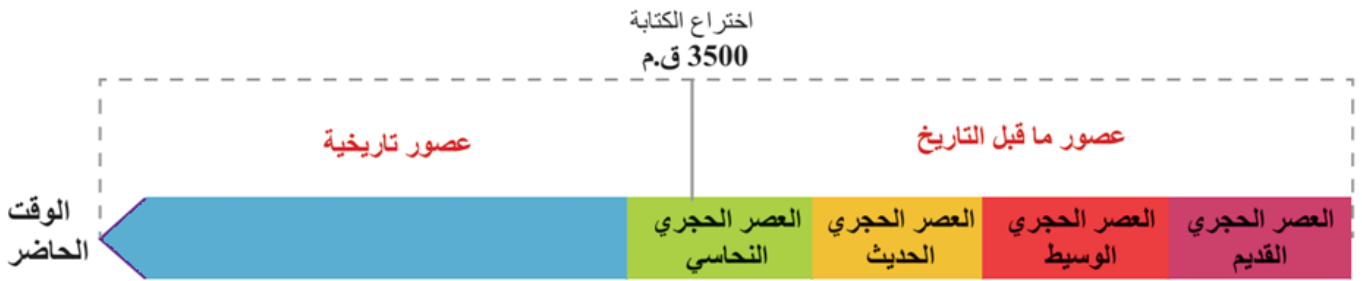 اختراع الكتابة
3500 ق.م
عصور ما قبل التاريخ
عصور تاريخية
العصر الحجري
القديم
العصر الحجري
الوسيط
العصر الحجري
الحديث
العصر الحجري
النحاسي
الوقت
الحاضر